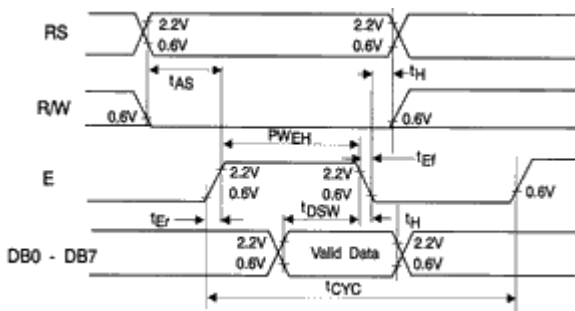 RS
2.2V
0.6V
2.2V
0.6V
tAS
tH
R/W
0.6V
0.6V
PWEH
tEf
E
2.2V
0.6V
2.2V
0.6V
0.6V
tEr
tDSW
tH
DB0 - DB7
2.2V
0.6V
Valid Data
2.2V
0.6V
tCYC